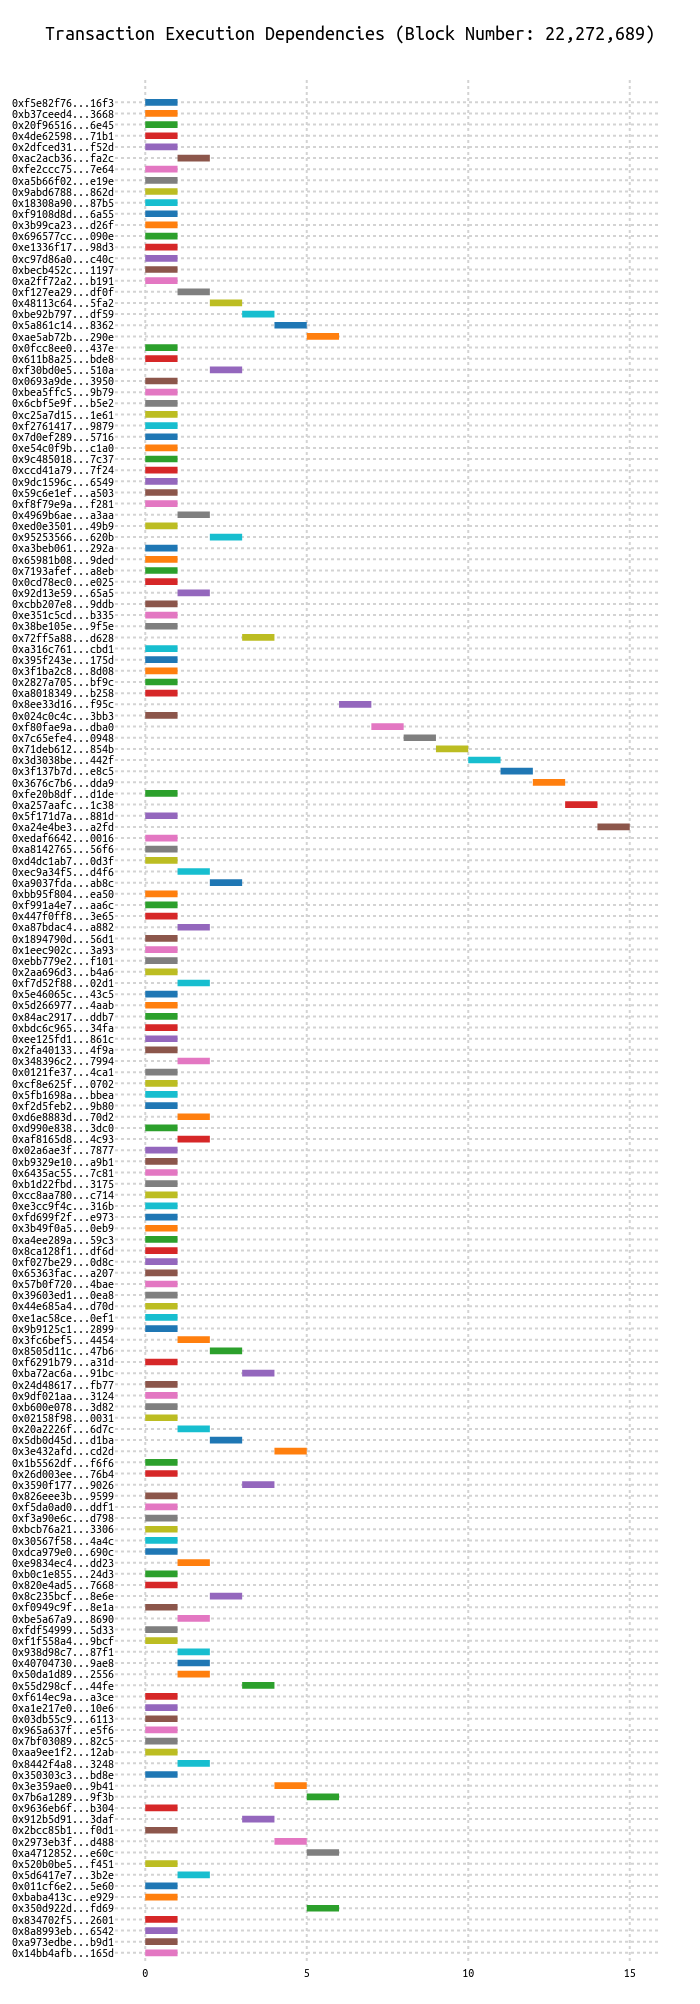 Transaction Execution Dependencies (Block Number: 22,272,689)
0xf5e82f76...16f3
0xb37ceed4...3668
0x20f96516...6e45
0x4de62598...71b1
0x2dfced31...f52d
0xac2acb36...fa2c
0xfe2ccc75...7e64
0xa5b66f02...e19e
0x9abd6788...862d
0x18308a90...87b5
0xf9108d8d...6a55
0x3b99ca23...d26f
0x696577cc...090e
0xe1336f17...98d3
0xc97d86a0...c40c
0xbecb452c...1197
0xa2ff72a2...b191
0xf127ea29...df0f
0x48113c64...5fa2
0xbe92b797...df59
0x5a861c14...8362
0xae5ab72b...290e
0x0fcc8ee0...437e
0x611b8a25...bde8
0xf30bd0e5...510a
0x0693a9de...3950
0xbea5ffc5...9b79
0x6cbf5e9f...b5e2
0xc25a7d15...1e61
0xf2761417...9879
0x7d0ef289...5716
0xe54c0f9b...c1a0
0x9c485018...7c37
0xccd41a79...7f24
0x9dc1596c...6549
0x59c6e1ef...a503
0xf8f79e9a...f281
0x4969b6ae...a3aa
0xed0e3501...49b9
0x95253566...620b
0xa3beb061...292a
0x65981b08...9ded
0x7193afef...a8eb
0x0cd78ec0...e025
0x92d13e59...65a5
0xcbb207e8...9ddb
0xe351c5cd...b335
0x38be105e...9f5e
0x72ff5a88...d628
0xa316c761...cbd1
0x395f243e...175d
0x3f1ba2c8...8d08
0x2827a705...bf9c
0xa8018349...b258
0x8ee33d16...f95c
0x024c0c4c...3bb3
0xf80fae9a...dba0
0x7c65efe4...0948
0x71deb612...854b
0x3d3038be...442f
0x3f137b7d...e8c5
0x3676c7b6...dda9
0xfe20b8df...d1de
0xa257aafc...1c38
0x5f171d7a...881d
0xa24e4be3...a2fd
0xedaf6642...0016
0xa8142765...56f6
0xd4dc1ab7...0d3f
0xec9a34f5...d4f6
0xa9037fda...ab8c
0xbb95f804...ea50
0xf991a4e7...aa6c
0x447f0ff8...3e65
0xa87bdac4...a882
0x1894790d...56d1
0x1eec902c...3a93
0xebb779e2...f101
0x2aa696d3...b4a6
0xf7d52f88...02d1
0x5e46065c...43c5
0x5d266977...4aab
0x84ac2917...ddb7
0xbdc6c965...34fa
0xee125fd1...861c
0x2fa40133...4f9a
0x348396c2...7994
0x0121fe37...4ca1
0xcf8e625f...0702
0x5fb1698a...bbea
0xf2d5feb2...9b80
0xd6e8883d...70d2
0xd990e838...3dc0
0xaf8165d8...4c93
0x02a6ae3f...7877
0xb9329e10...a9b1
0x6435ac55...7c81
0xb1d22fbd...3175
0xcc8aa780...c714
0xe3cc9f4c...316b
0xfd699f2f...e973
0x3b49f0a5...0eb9
0xa4ee289a...59c3
0x8ca128f1...df6d
0xf027be29...0d8c
0x65363fac...a207
0x57b0f720...4bae
0x39603ed1...0ea8
0x44e685a4...d70d
0xe1ac58ce...0ef1
0x9b9125c1...2899
0x3fc6bef5...4454
0x8505d11c...47b6
0xf6291b79...a31d
0xba72ac6a...91bc
0x24d48617...fb77
0x9df021aa...3124
0xb600e078...3d82
0x02158f98...0031
0x20a2226f...6d7c
0x5db0d45d...d1ba
0x3e432afd...cd2d
0x1b5562df...f6f6
0x26d003ee...76b4
0x3590f177...9026
0x826eee3b...9599
0xf5da0ad0...ddf1
0xf3a90e6c...d798
0xbcb76a21...3306
0x30567f58...4a4c
0xdca979e0...690c
0xe9834ec4...dd23
0xb0c1e855...24d3
0x820e4ad5...7668
0x8c235bcf...8e6e
0xf0949c9f...8e1a
0xbe5a67a9...8690
0xfdf54999...5d33
0xf1f558a4...9bcf
0x938d98c7...87f1
0x40704730...9ae8
0x50da1d89...2556
0x55d298cf...44fe
0xf614ec9a...a3ce
0xa1e217e0...10e6
0x03db55c9...6113
0x965a637f...e5f6
0x7bf03089...82c5
0xaa9ee1f2...12ab
0x8442f4a8...3248
0x350303c3...bd8e
0x3e359ae0...9b41
0x7b6a1289...9f3b
0x9636eb6f...b304
0x912b5d91...3daf
0x2bcc85b1...f0d1
0x2973eb3f...d488
0xa4712852...e60c
0x520b0be5...f451
0x5d6417e7...3b2e
0x011cf6e2...5e60
0xbaba413c...e929
0x350d922d...fd69
0x834702f5...2601
0x8a8993eb...6542
0xa973edbe...b9d1
0x14bb4afb...165d
0 5 10 15